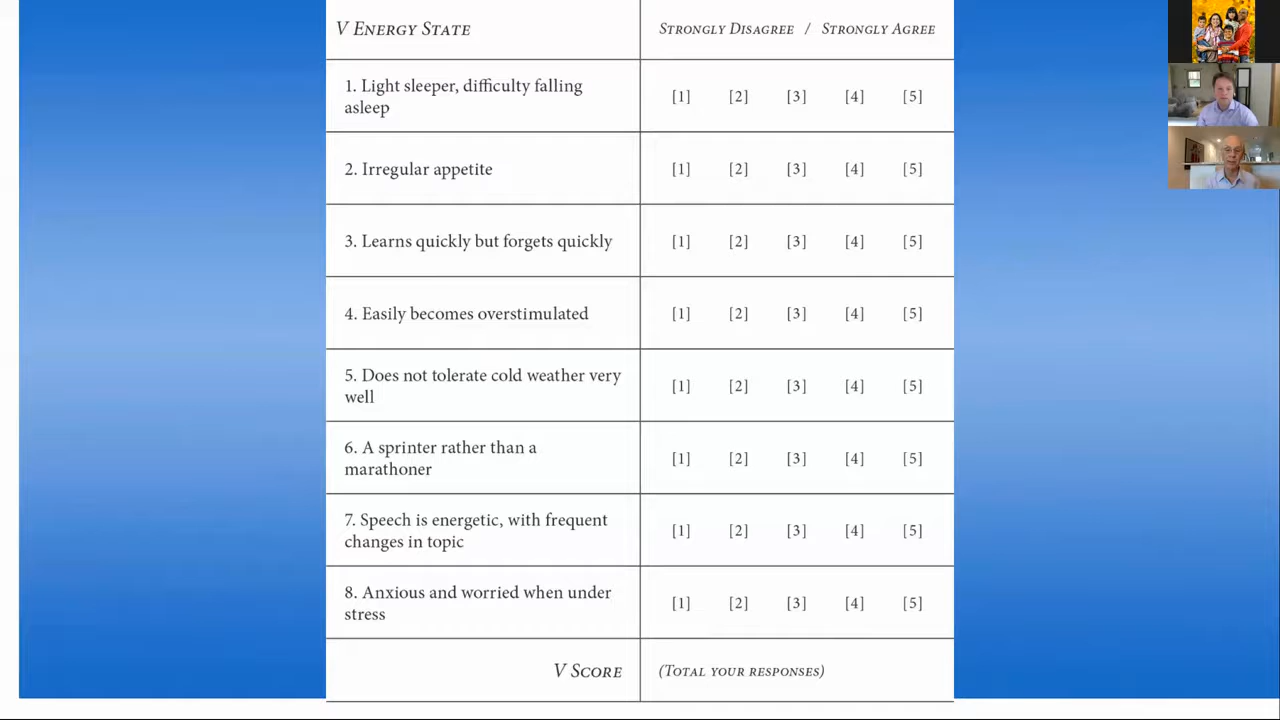 V Energy State
Strongly Disagree / Strongly Agree
1. Light sleeper, difficulty falling
asleep
[1] [2] [3] [4] [5]
2. Irregular appetite
[1] [2] [3] [4] [5]
3. Learns quickly but forgets quickly
[1] [2] [3] [4] [5]
4. Easily becomes overstimulated
[1] [2] [3] [4] [5]
5. Does not tolerate cold weather very
well
[1] [2] [3] [4] [5]
6. A sprinter rather than a
marathoner
[1] [2] [3] [4] [5]
7. Speech is energetic, with frequent
changes in topic
[1] [2] [3] [4] [5]
8. Anxious and worried when under
stress
[1] [2] [3] [4] [5]
V Score
(Total your responses)